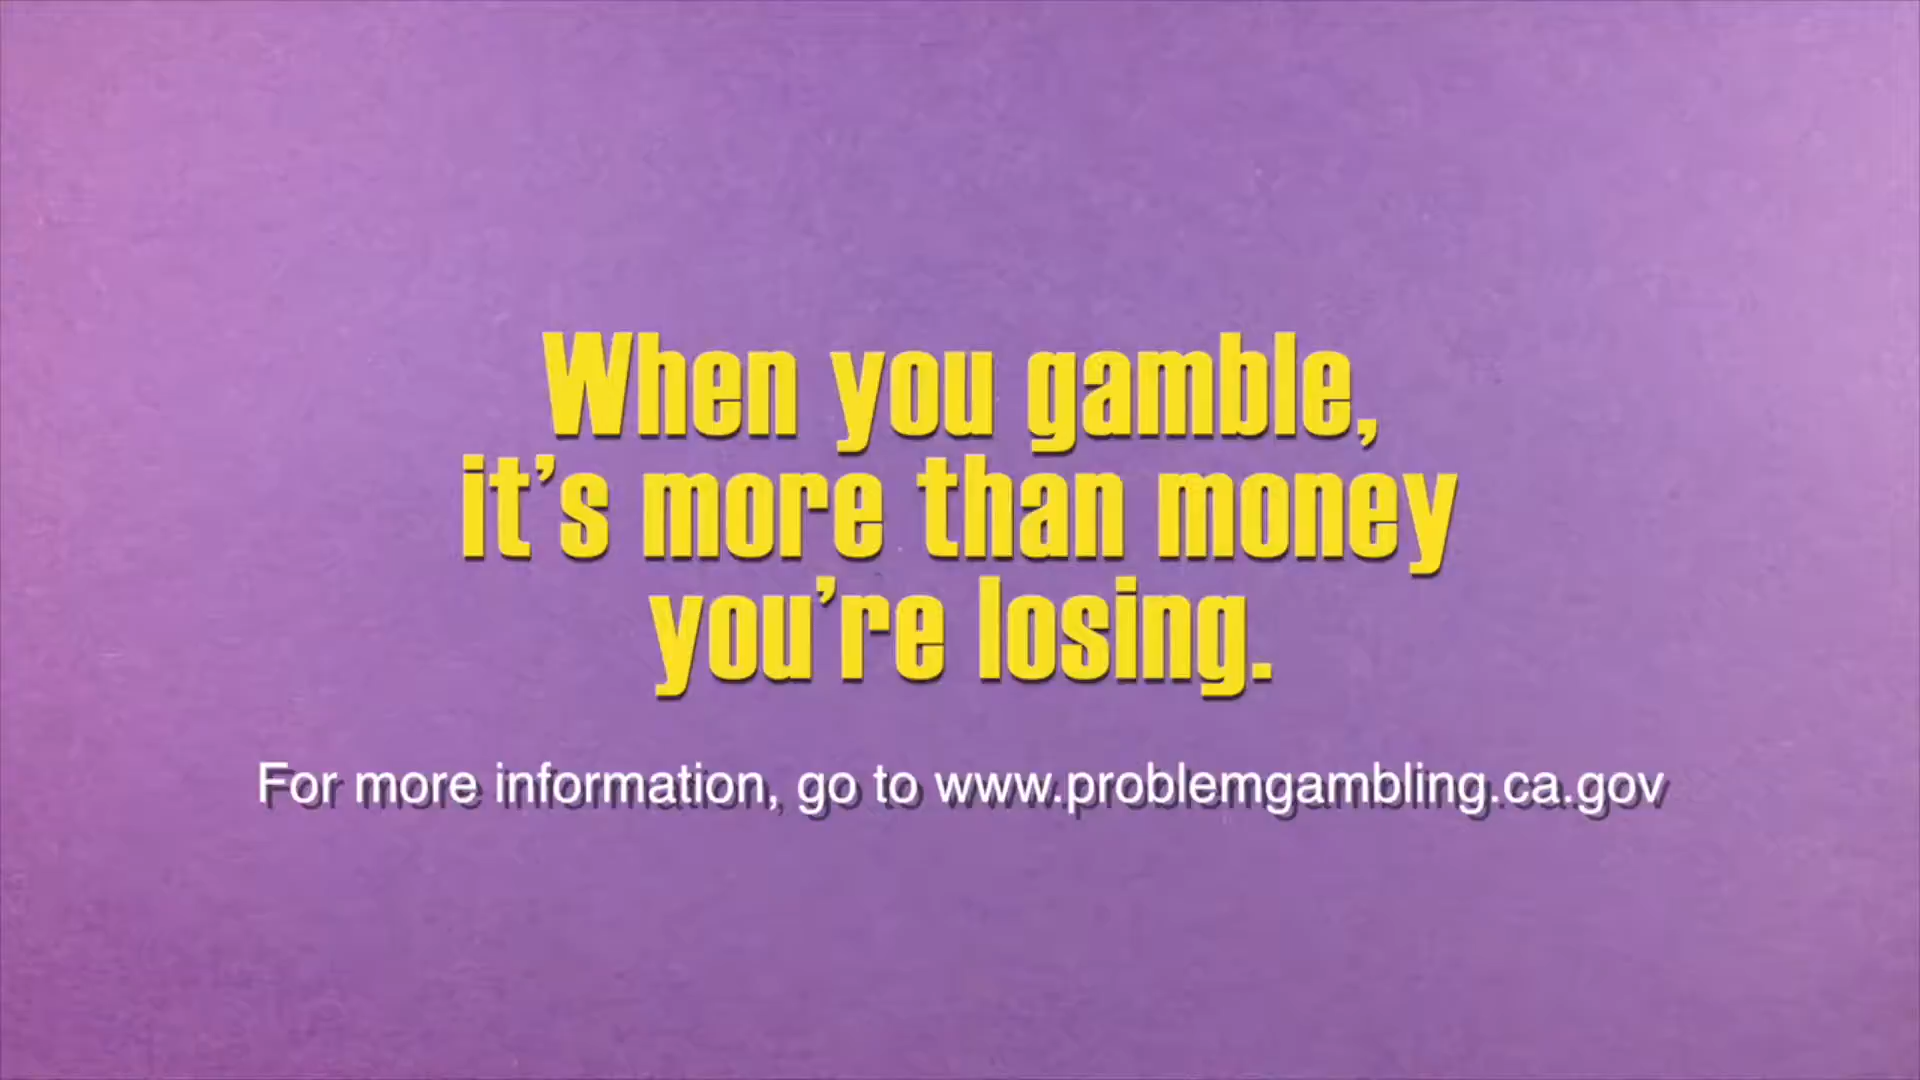 When you gamble,
it's more than money
you're losing.
For more information, go to www.problemgambling.ca.gov